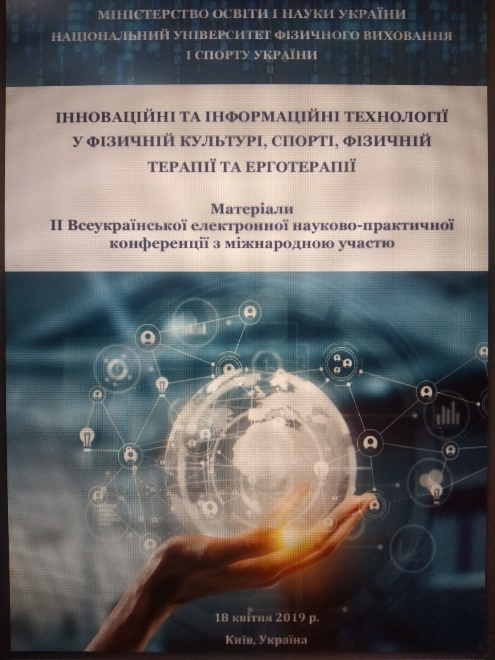 МІНІСТЕРСТВО ОСВІТИ І НАУКИ УКРАЇНИ
НАЦІОНАЛЬНИЙ УНІВЕРСИТЕТ ФІЗИЧНОГО ВИХОВАННЯ
І СПОРТУ УКРАЇНИ
ІННОВАЦІЙНІ ТА ІНФОРМАЦІЙНІ ТЕХНОЛОГІЇ
У ФІЗИЧНІЙ КУЛЬТУРІ, СПОРТІ, ФІЗИЧНІЙ
ТЕРАПІЇ ТА ЕРГОТЕРАПІЇ
Матеріали
ІІ Всеукраїнської електронної науково-практичної
конференції з міжнародною участю
18 квітня 2019 р.
Київ, Україна